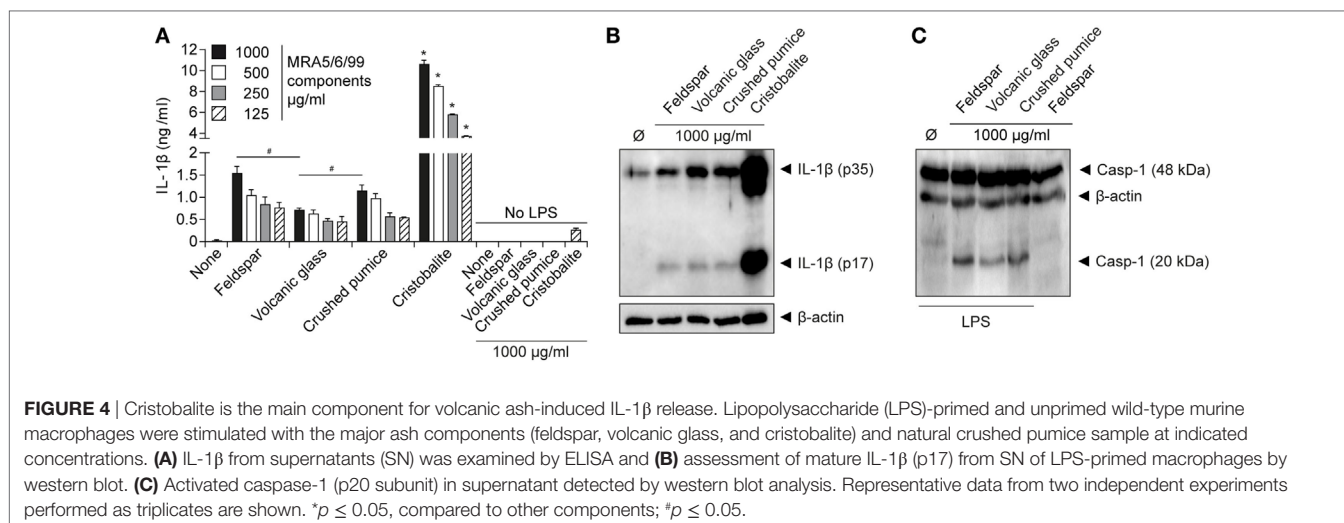 A
1000
500
250
125
MRA5/6/99
components
µg/ml
IL-1β (ng /ml)
12
10
8
6
4
2.0
1.5
1.0
0.5
0
*
*
*
*
#
#
No LPS
None
Feldspar
Volcanic glass
Crushed pumice
Cristobalite
None
Feldspar
Volcanic glass
Crushed pumice
Cristobalite
1000 µg/ml
B
Ø
Feldspar
Volcanic glass
Crushed pumice
Cristobalite
1000 µg/ml
IL-1β (p35)
IL-1β (p17)
β-actin
C
Ø
Feldspar
Volcanic glass
Crushed pumice
Feldspar
1000 µg/ml
Casp-1 (48 kDa)
β-actin
Casp-1 (20 kDa)
LPS
FIGURE 4 | Cristobalite is the main component for volcanic ash-induced IL-1β release. Lipopolysaccharide (LPS)-primed and unprimed wild-type murine
macrophages were stimulated with the major ash components (feldspar, volcanic glass, and cristobalite) and natural crushed pumice sample at indicated
concentrations. (A) IL-1β from supernatants (SN) was examined by ELISA and (B) assessment of mature IL-1β (p17) from SN of LPS-primed macrophages by
western blot. (C) Activated caspase-1 (p20 subunit) in supernatant detected by western blot analysis. Representative data from two independent experiments
performed as triplicates are shown. *p ≤ 0.05, compared to other components; #p ≤ 0.05.